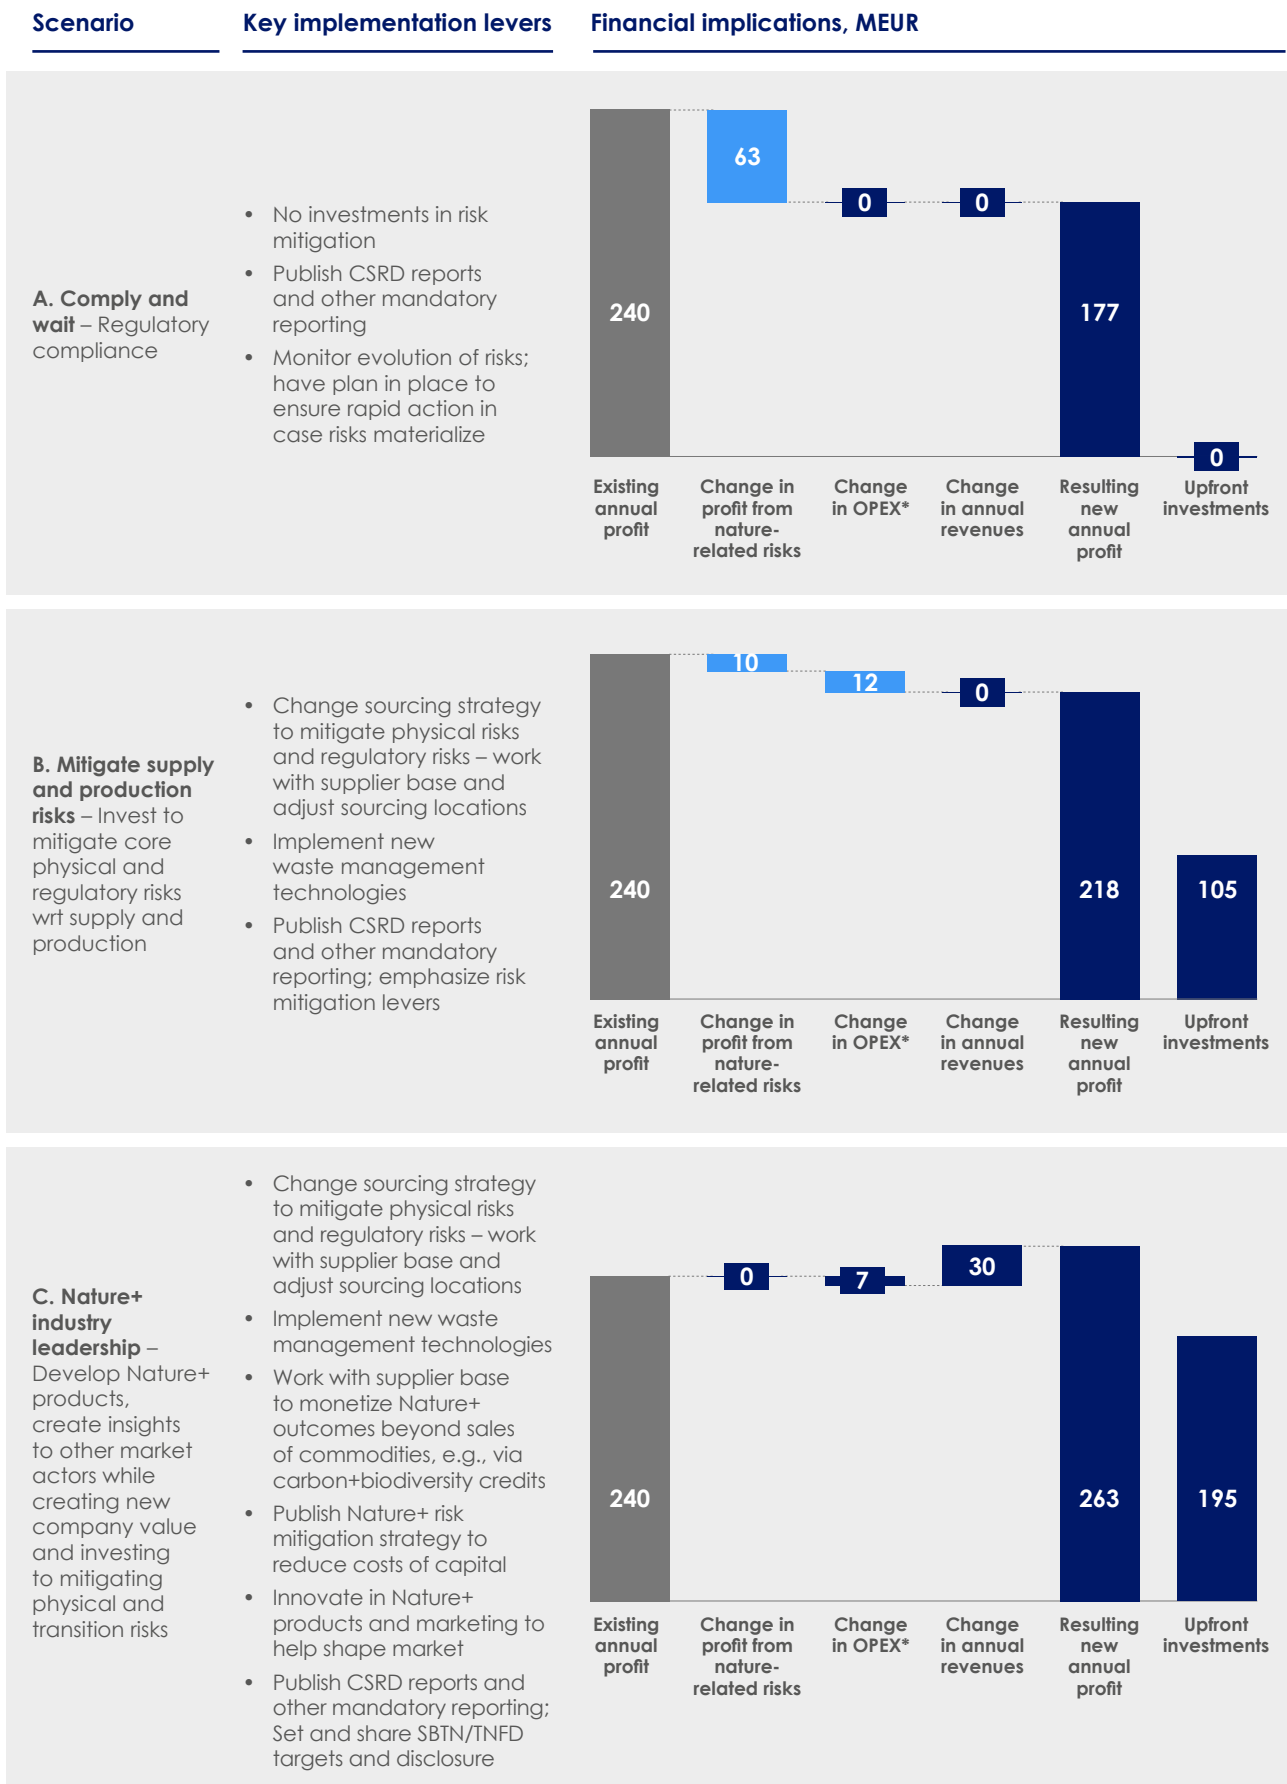 Scenario
Key implementation levers
Financial implications, MEUR
A. Comply and
wait – Regulatory
compliance
• No investments in risk
mitigation
• Publish CSRD reports
and other mandatory
reporting
• Monitor evolution of risks;
have plan in place to
ensure rapid action in
case risks materialize
240
63
0
0
177
0
Existing
annual
profit
Change in
profit from
nature-
related risks
Change
in OPEX*
Change
in annual
revenues
Resulting
new
annual
profit
Upfront
investments
B. Mitigate supply
and production
risks – Invest to
mitigate core
physical and
regulatory risks
wrt supply and
production
• Change sourcing strategy
to mitigate physical risks
and regulatory risks – work
with supplier base and
adjust sourcing locations
• Implement new
waste management
technologies
• Publish CSRD reports
and other mandatory
reporting; emphasize risk
mitigation levers
240
10
12
0
218
105
Existing
annual
profit
Change in
profit from
nature-
related risks
Change
in OPEX*
Change
in annual
revenues
Resulting
new
annual
profit
Upfront
investments
C. Nature+
industry
leadership –
Develop Nature+
products,
create insights
to other market
actors while
creating new
company value
and investing
to mitigating
physical and
transition risks
• Change sourcing strategy
to mitigate physical risks
and regulatory risks – work
with supplier base and
adjust sourcing locations
• Implement new waste
management technologies
• Work with supplier base
to monetize Nature+
outcomes beyond sales
of commodities, e.g., via
carbon+biodiversity credits
• Publish Nature+ risk
mitigation strategy to
reduce costs of capital
• Innovate in Nature+
products and marketing to
help shape market
• Publish CSRD reports and
other mandatory reporting;
Set and share SBTN/TNFD
targets and disclosure
240
0
7
30
263
195
Existing
annual
profit
Change in
profit from
nature-
related risks
Change
in OPEX*
Change
in annual
revenues
Resulting
new
annual
profit
Upfront
investments